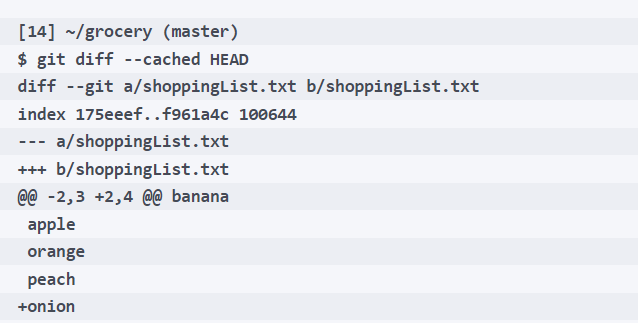 [14] ~/grocery (master)
$ git diff --cached HEAD
diff --git a/shoppingList.txt b/shoppingList.txt
index 175eeef..f961a4c 100644
--- a/shoppingList.txt
+++ b/shoppingList.txt
@@ -2,3 +2,4 @@ banana
 apple
 orange
 peach
+onion